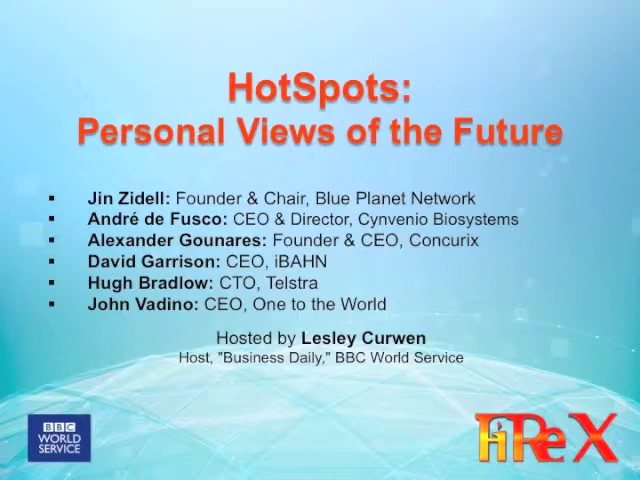 HotSpots:
Personal Views of the Future
▪ Jin Zidell: Founder & Chair, Blue Planet Network
▪ André de Fusco: CEO & Director, Cynvenio Biosystems
▪ Alexander Gounares: Founder & CEO, Concurix
▪ David Garrison: CEO, iBAHN
▪ Hugh Bradlow: CTO, Telstra
▪ John Vadino: CEO, One to the World
Hosted by Lesley Curwen
Host, "Business Daily," BBC World Service
BBC
WORLD
SERVICE
FiRe X